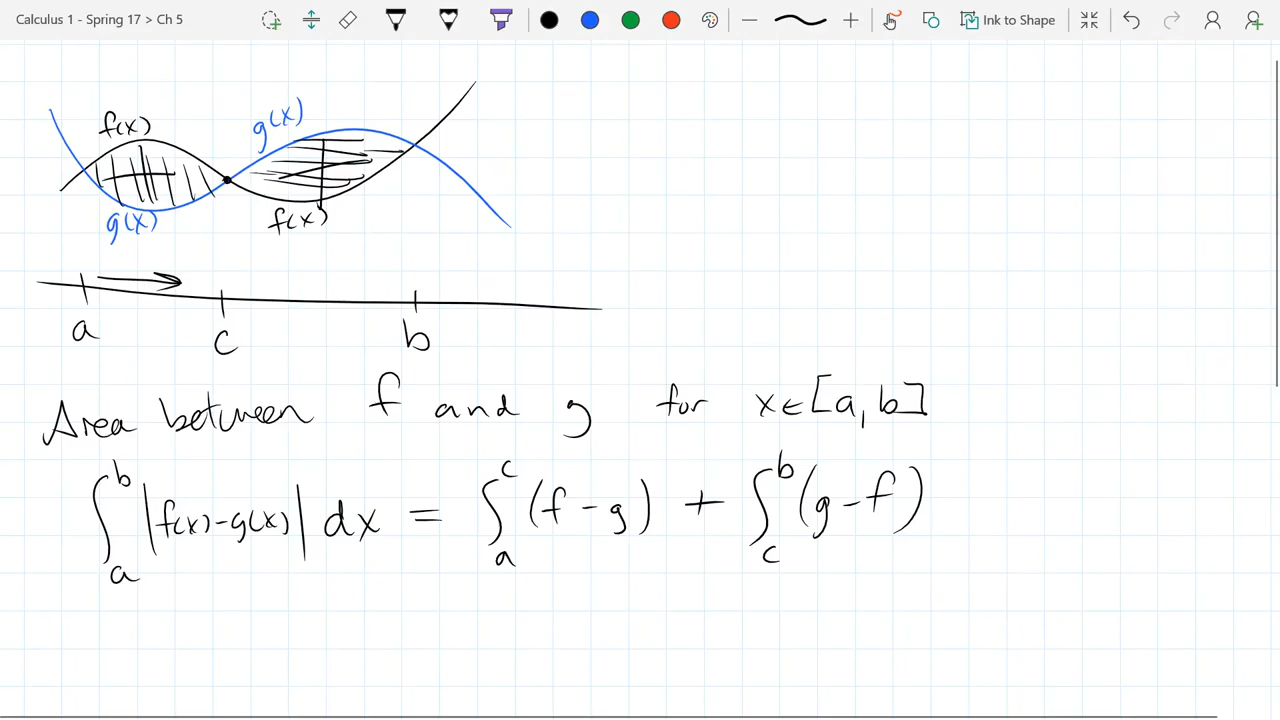 Calculus 1 - Spring 17 > Ch 5
Ink to Shape
f(x) g(x)
g(x) f(x)
a c b
Area between f and g for x∈[a, b]
∫_a^b |f(x)-g(x)| dx = ∫_a^c (f-g) + ∫_c^b (g-f)